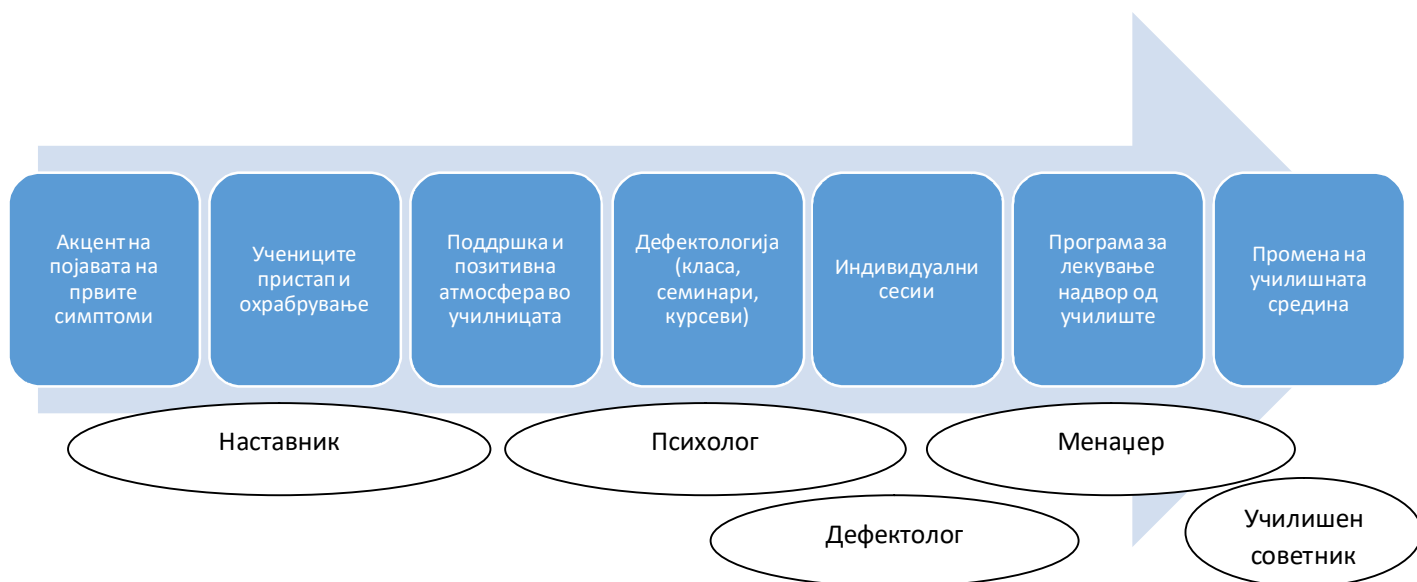 Акцент на
појавата на
првите
симптоми
Учениците
пристап и
охрабрување
Поддршка и
позитивна
атмосфера во
училницата
Дефектологија
(класа,
семинари,
курсеви)
Индивидуални
сесии
Програма за
лекување
надвор од
училиште
Промена на
училишната
средина
Наставник
Психолог
Менаџер
Дефектолог
Училишен
советник